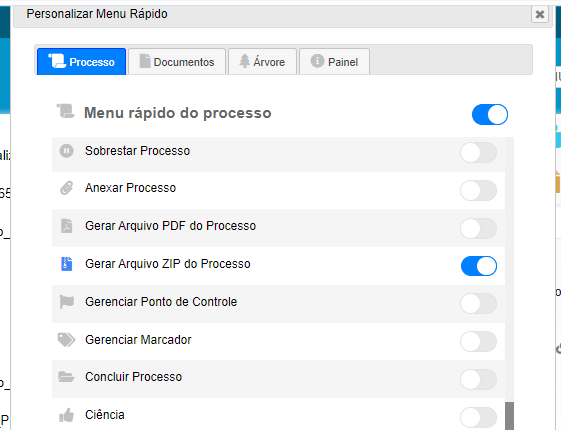 Personalizar Menu Rápido
Processo
Documentos
Árvore
Painel
Menu rápido do processo
Sobrestar Processo
Anexar Processo
Gerar Arquivo PDF do Processo
Gerar Arquivo ZIP do Processo
Gerenciar Ponto de Controle
Gerenciar Marcador
Concluir Processo
Ciência